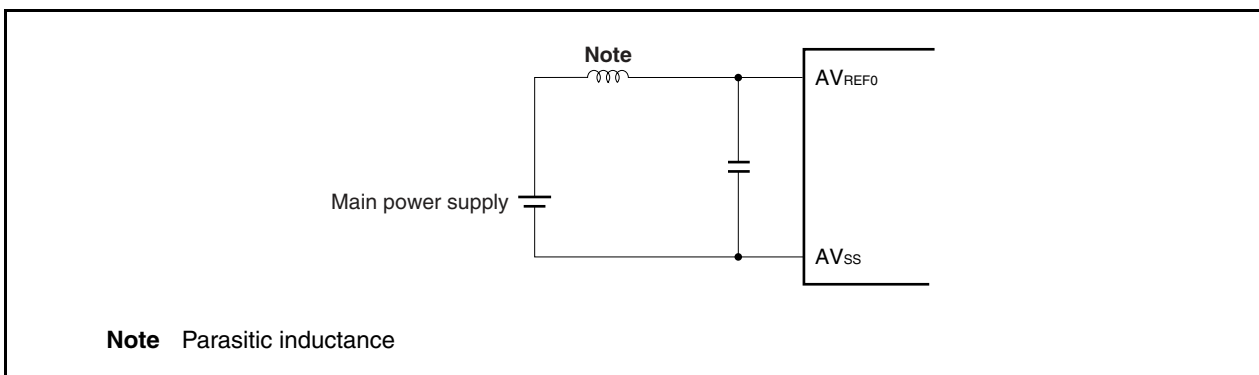 Note
AVREF0
Main power supply
AVSS
Note Parasitic inductance